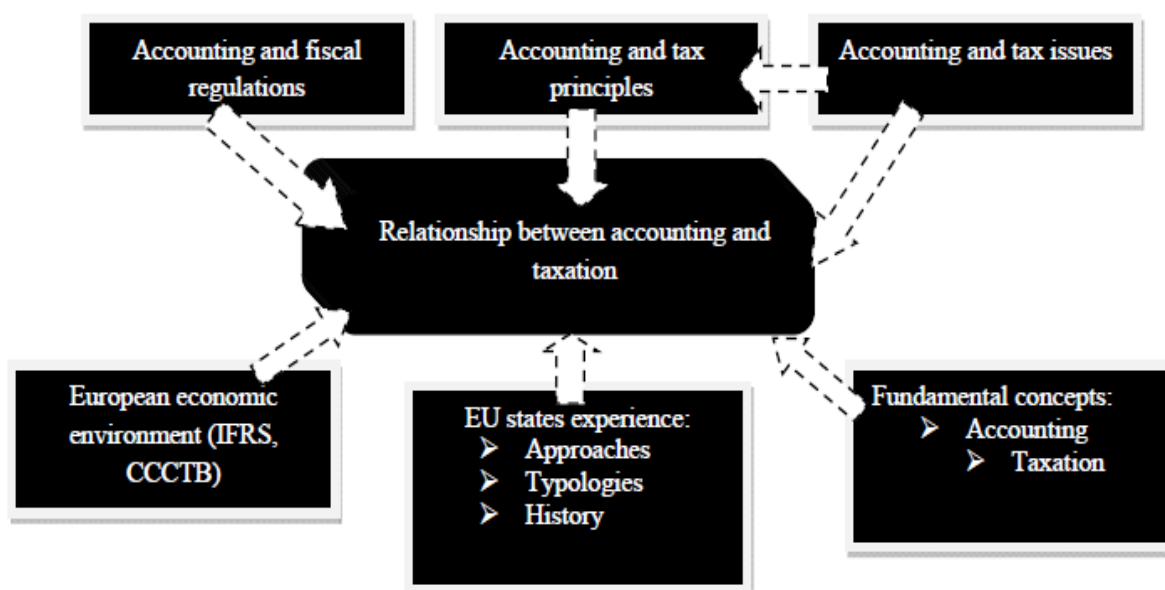 Accounting and fiscal
regulations
Accounting and tax
principles
Accounting and tax issues
Relationship between accounting and
taxation
European economic
environment (IFRS,
CCCTB)
EU states experience:
➢ Approaches
➢ Typologies
➢ History
Fundamental concepts:
➢ Accounting
➢ Taxation